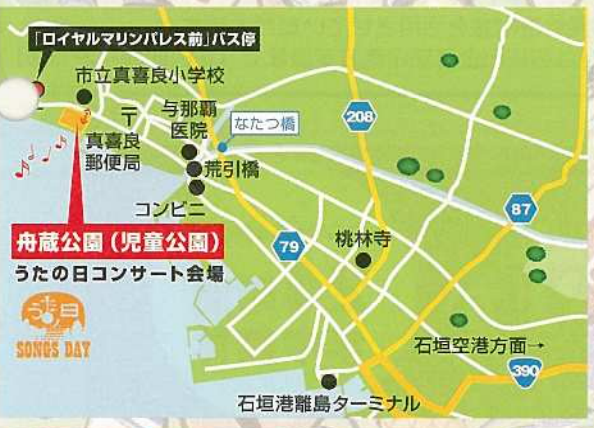 「ロイヤルマリンパレス前」バス停
市立真喜良小学校
〒
真喜良
郵便局
与那覇
医院
なたつ橋
208
荒引橋
コンビニ
87
舟蔵公園(児童公園)
うたの日コンサート会場
79
桃林寺
うたの日
SONGS DAY
石垣空港方面→
390
石垣港離島ターミナル